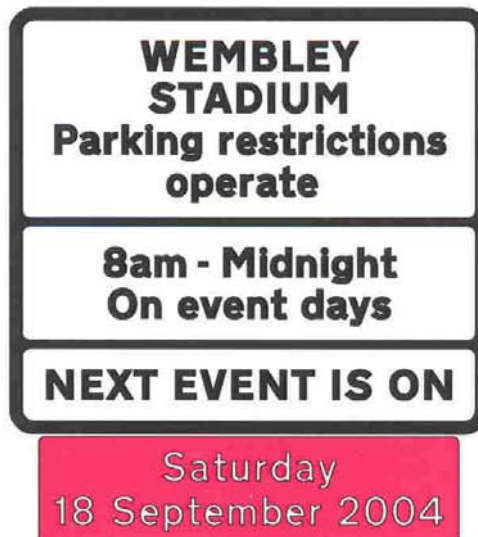 WEMBLEY
STADIUM
Parking restrictions
operate
8am - Midnight
On event days
NEXT EVENT IS ON
Saturday
18 September 2004